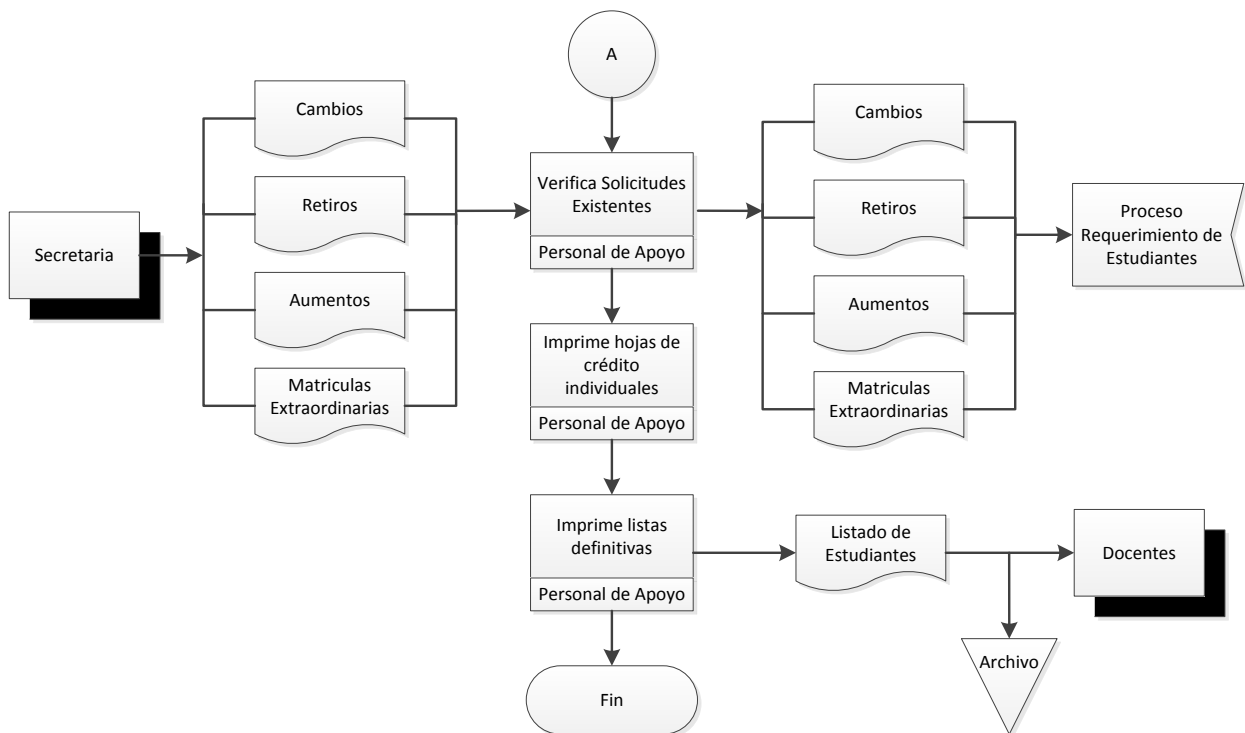 A
Secretaria
Cambios
Retiros
Aumentos
Matriculas
Extraordinarias
Verifica Solicitudes
Existentes
Personal de Apoyo
Cambios
Retiros
Aumentos
Matriculas
Extraordinarias
Proceso
Requerimiento de
Estudiantes
Imprime hojas de
crédito
individuales
Personal de Apoyo
Imprime listas
definitivas
Personal de Apoyo
Listado de
Estudiantes
Docentes
Archivo
Fin